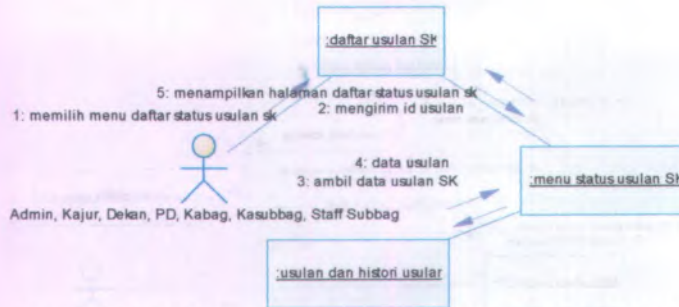 :daftar usulan SK
5: menampilkan halaman daftar status usulan sk
1: memilih menu daftar status usulan sk
2: mengirim id usulan
4: data usulan
3: ambil data usulan SK
:menu status usulan SK
Admin, Kajur, Dekan, PD, Kabag, Kasubbag, Staff Subbag
:usulan dan histori usular